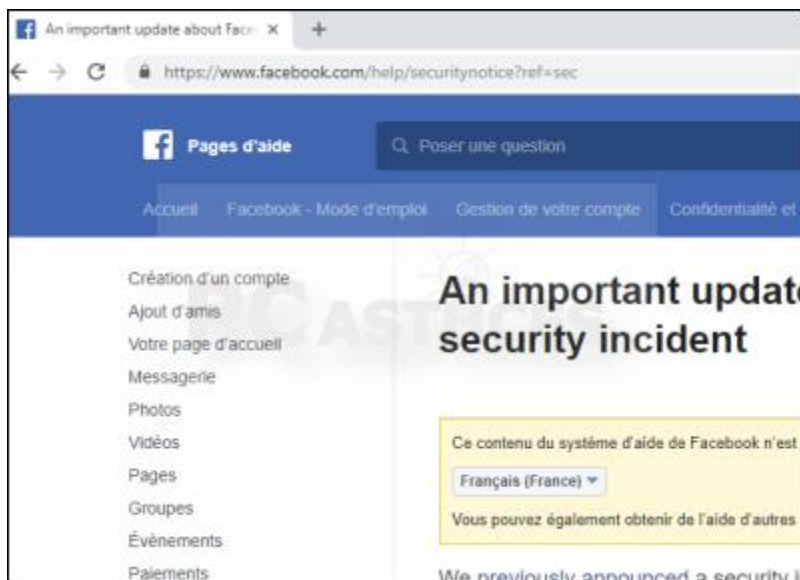 An important update about Face
https://www.facebook.com/help/securitynotice?ref=sec
Pages d'aide
Poser une question
Accueil Facebook - Mode d'emploi Gestion de votre compte Confidentialité et
Création d'un compte
Ajout d'amis
Votre page d'accueil
Messagerie
Photos
Vidéos
Pages
Groupes
Évènements
Paiements
PC ASTUCES
An important update
security incident
Ce contenu du système d'aide de Facebook n'est
Français (France)
Vous pouvez également obtenir de l'aide d'autres
We previously announced a security i